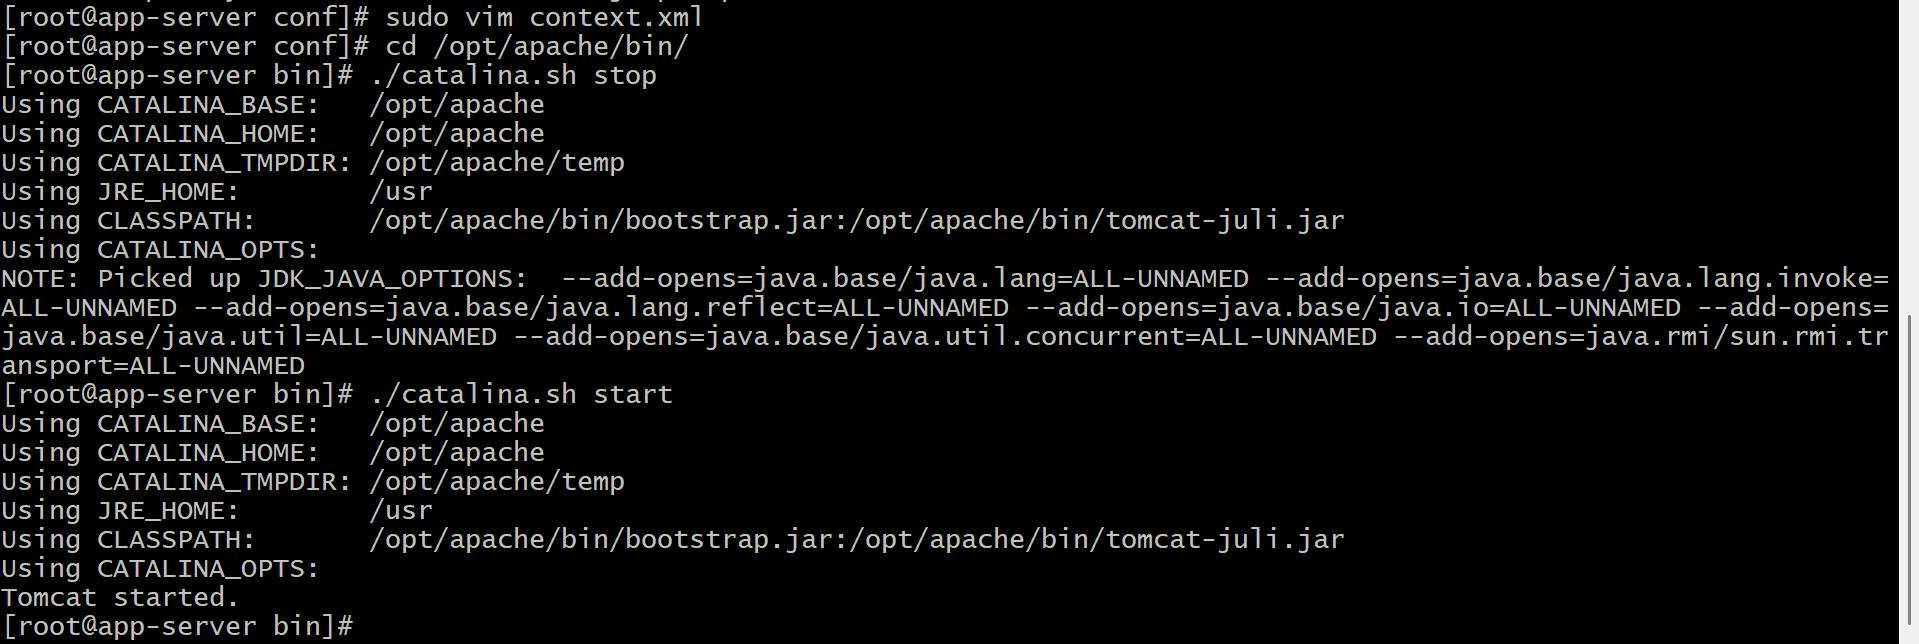 [root@app-server conf]# sudo vim context.xml
[root@app-server conf]# cd /opt/apache/bin/
[root@app-server bin]# ./catalina.sh stop
Using CATALINA_BASE:   /opt/apache
Using CATALINA_HOME:   /opt/apache
Using CATALINA_TMPDIR: /opt/apache/temp
Using JRE_HOME:        /usr
Using CLASSPATH:       /opt/apache/bin/bootstrap.jar:/opt/apache/bin/tomcat-juli.jar
Using CATALINA_OPTS:
NOTE: Picked up JDK_JAVA_OPTIONS:  --add-opens=java.base/java.lang=ALL-UNNAMED --add-opens=java.base/java.lang.invoke=
ALL-UNNAMED --add-opens=java.base/java.lang.reflect=ALL-UNNAMED --add-opens=java.base/java.io=ALL-UNNAMED --add-opens=
java.base/java.util=ALL-UNNAMED --add-opens=java.base/java.util.concurrent=ALL-UNNAMED --add-opens=java.rmi/sun.rmi.tr
ansport=ALL-UNNAMED
[root@app-server bin]# ./catalina.sh start
Using CATALINA_BASE:   /opt/apache
Using CATALINA_HOME:   /opt/apache
Using CATALINA_TMPDIR: /opt/apache/temp
Using JRE_HOME:        /usr
Using CLASSPATH:       /opt/apache/bin/bootstrap.jar:/opt/apache/bin/tomcat-juli.jar
Using CATALINA_OPTS:
Tomcat started.
[root@app-server bin]#